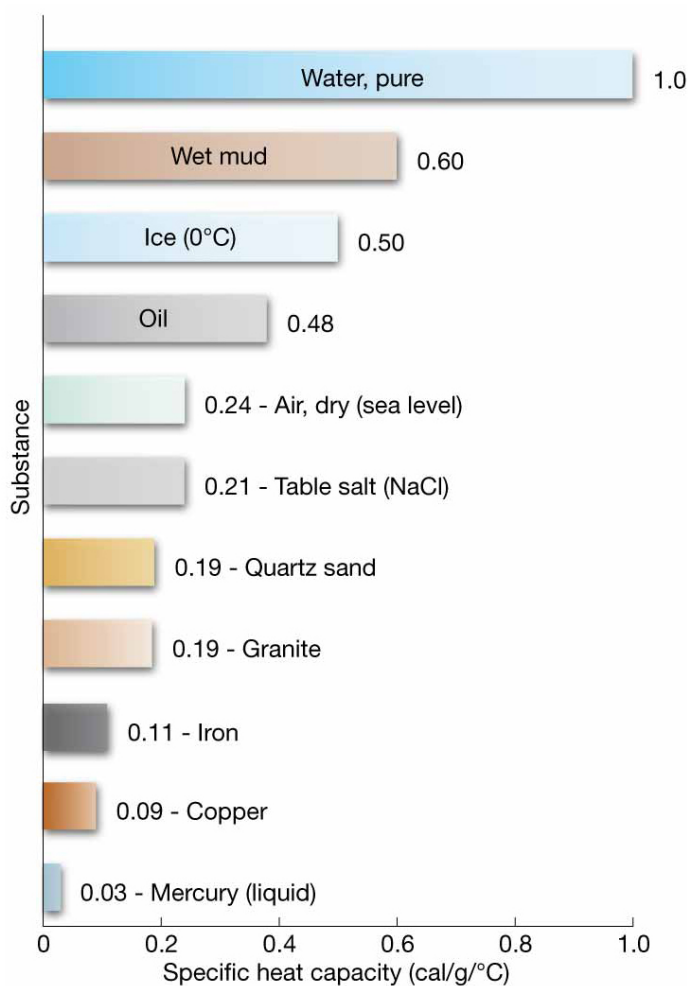 Water, pure 1.0
Wet mud 0.60
Ice (0°C) 0.50
Oil 0.48
0.24 - Air, dry (sea level)
0.21 - Table salt (NaCl)
0.19 - Quartz sand
0.19 - Granite
0.11 - Iron
0.09 - Copper
0.03 - Mercury (liquid)
Substance
0 0.2 0.4 0.6 0.8 1.0
Specific heat capacity (cal/g/°C)